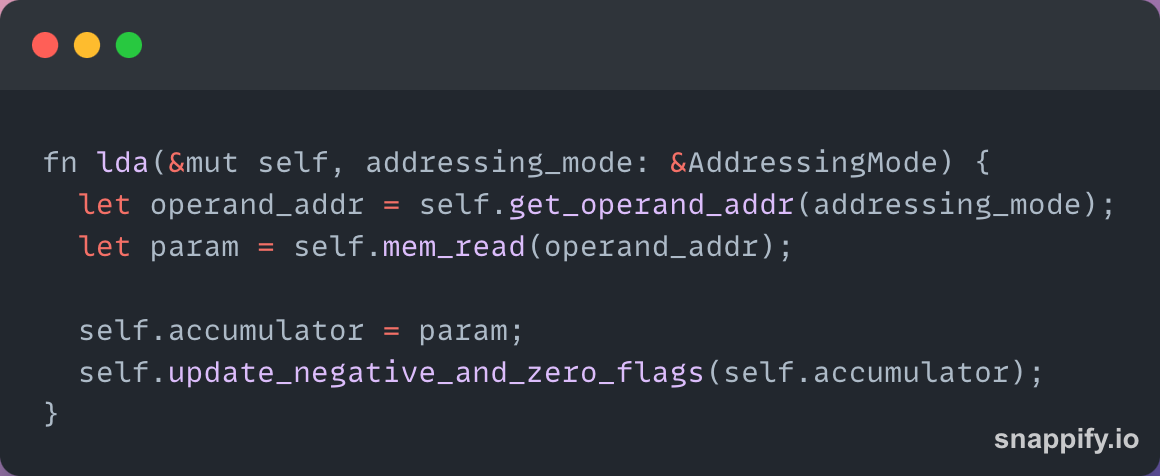 fn lda(&mut self, addressing_mode: &AddressingMode) {
  let operand_addr = self.get_operand_addr(addressing_mode);
  let param = self.mem_read(operand_addr);

  self.accumulator = param;
  self.update_negative_and_zero_flags(self.accumulator);
}
snappify.io